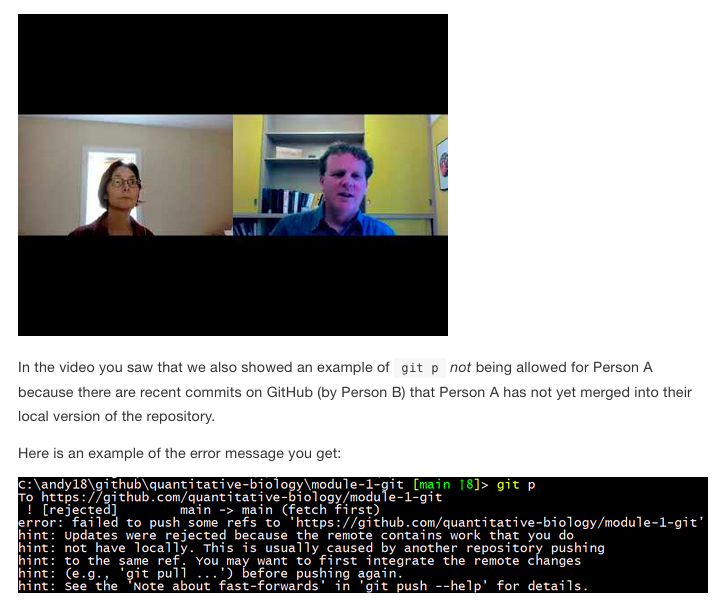 In the video you saw that we also showed an example of git p not being allowed for Person A
because there are recent commits on GitHub (by Person B) that Person A has not yet merged into their
local version of the repository.
Here is an example of the error message you get:
C:\andy18\github\quantitative-biology\module-1-git [main ↑8]> git p
To https://github.com/quantitative-biology/module-1-git
 ! [rejected]        main -> main (fetch first)
error: failed to push some refs to 'https://github.com/quantitative-biology/module-1-git'
hint: Updates were rejected because the remote contains work that you do
hint: not have locally. This is usually caused by another repository pushing
hint: to the same ref. You may want to first integrate the remote changes
hint: (e.g., 'git pull ...') before pushing again.
hint: See the 'Note about fast-forwards' in 'git push --help' for details.